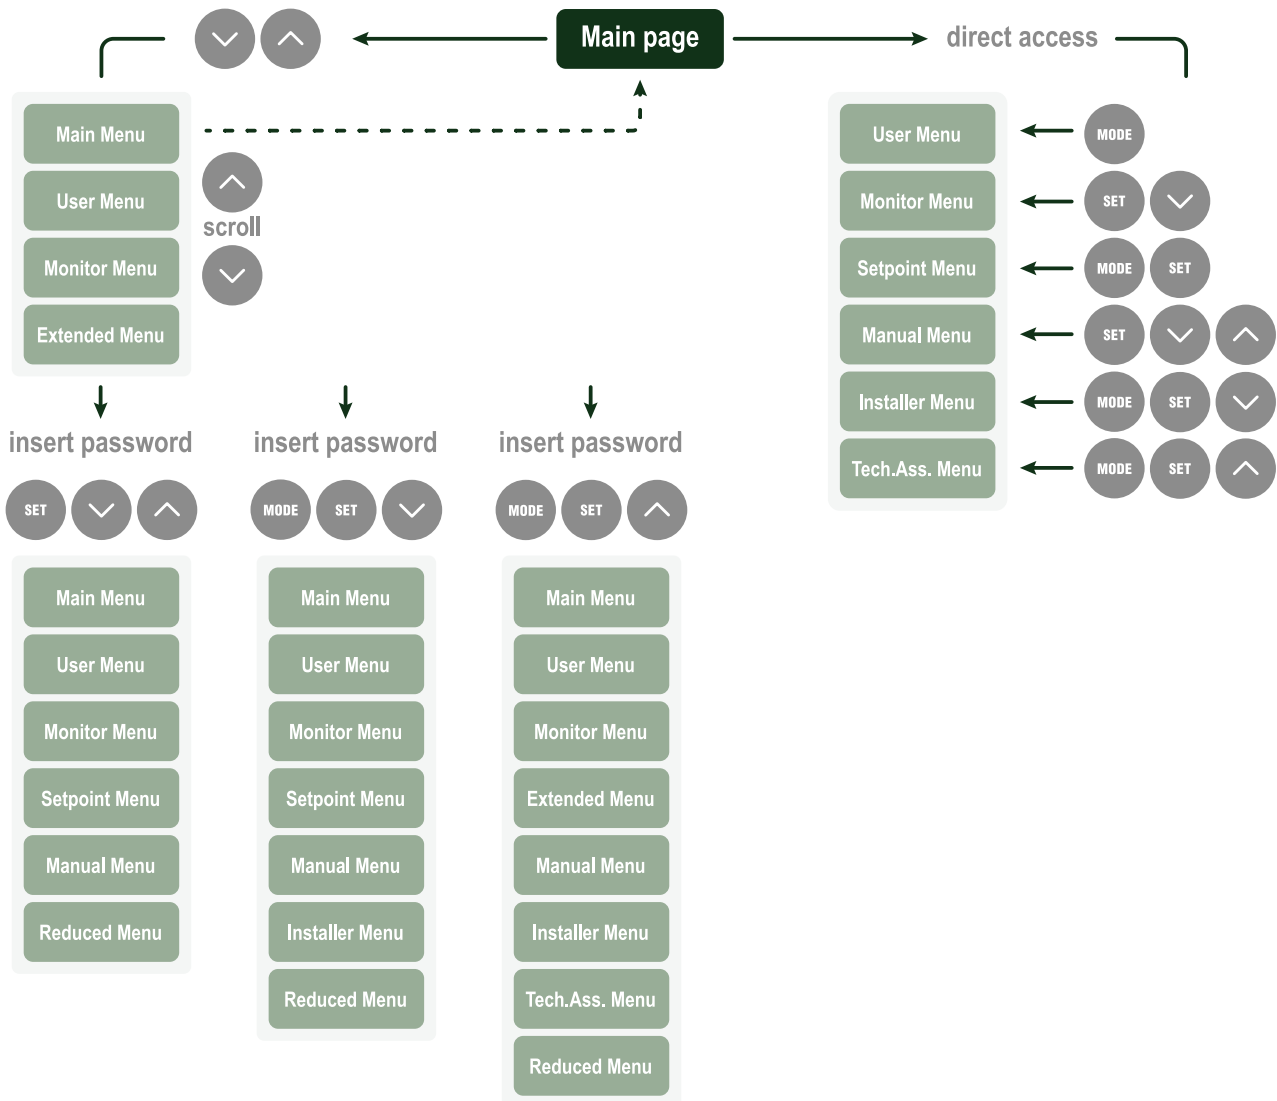 Main page
direct access
Main Menu
User Menu
Monitor Menu
Extended Menu
scroll
User Menu
MODE
Monitor Menu
SET
Setpoint Menu
MODE SET
Manual Menu
SET
Installer Menu
MODE SET
Tech.Ass. Menu
MODE SET
insert password
SET
Main Menu
User Menu
Monitor Menu
Setpoint Menu
Manual Menu
Reduced Menu
insert password
MODE SET
Main Menu
User Menu
Monitor Menu
Setpoint Menu
Manual Menu
Installer Menu
Reduced Menu
insert password
MODE SET
Main Menu
User Menu
Monitor Menu
Extended Menu
Manual Menu
Installer Menu
Tech.Ass. Menu
Reduced Menu